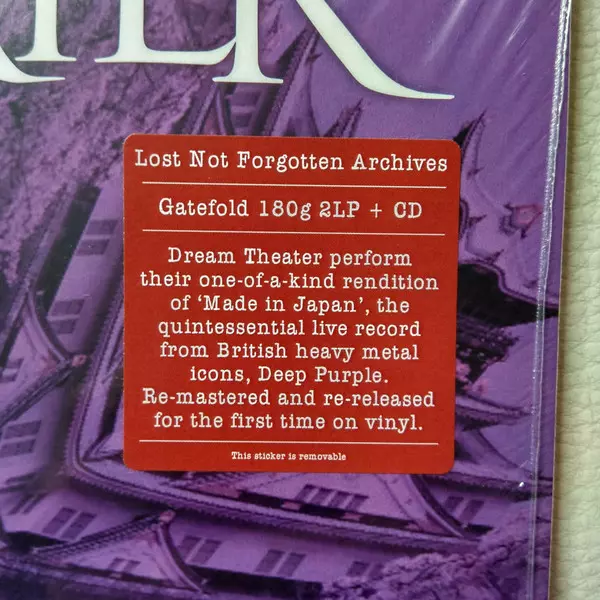 Lost Not Forgotten Archives
Gatefold 180g 2LP + CD
Dream Theater perform
their one-of-a-kind rendition
of ‘Made in Japan’, the
quintessential live record
from British heavy metal
icons, Deep Purple.
Re-mastered and re-released
for the first time on vinyl.
This sticker is removable